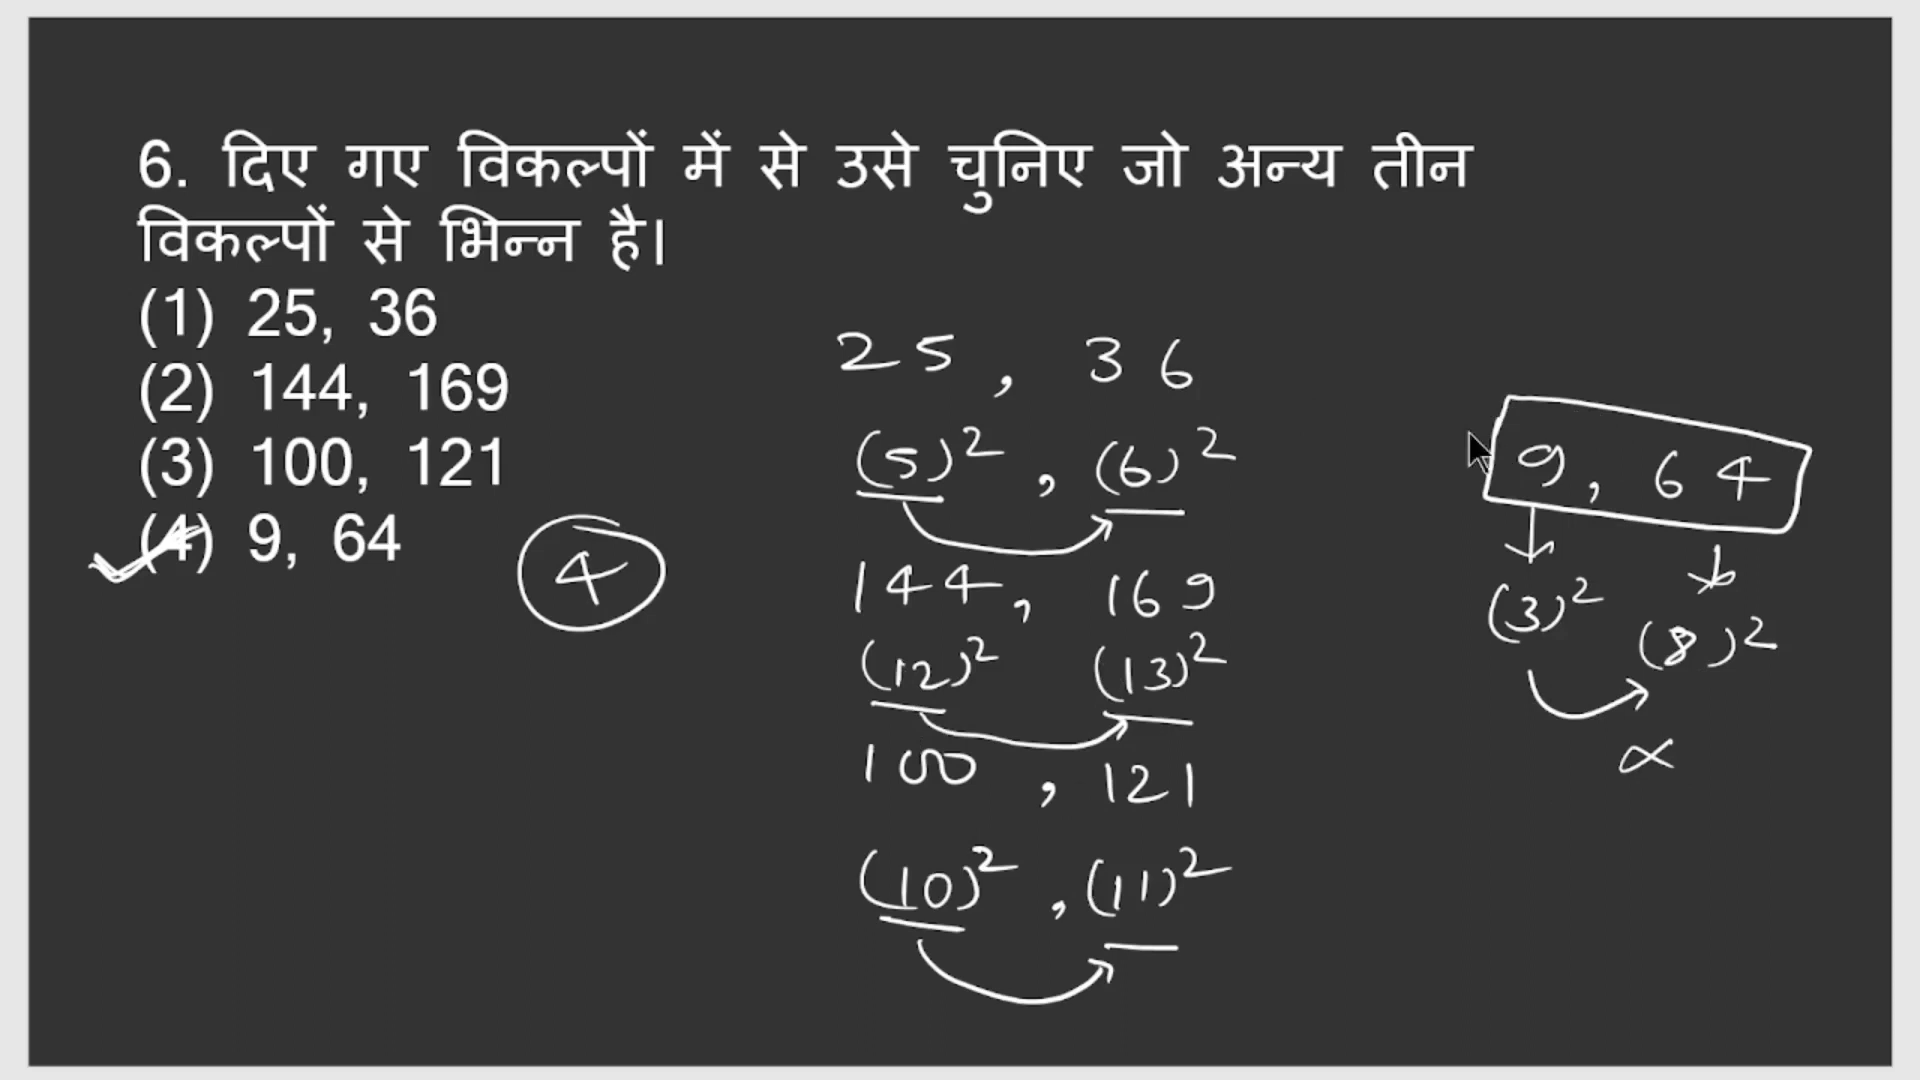 6. दिए गए विकल्पों में से उसे चुनिए जो अन्य तीन
विकल्पों से भिन्न है।
(1) 25, 36
(2) 144, 169
(3) 100, 121
(4) 9, 64
4
25, 36
(5)², (6)²
144, 169
(12)² (13)²
100, 121
(10)², (11)²
9, 64
(3)² (8)²